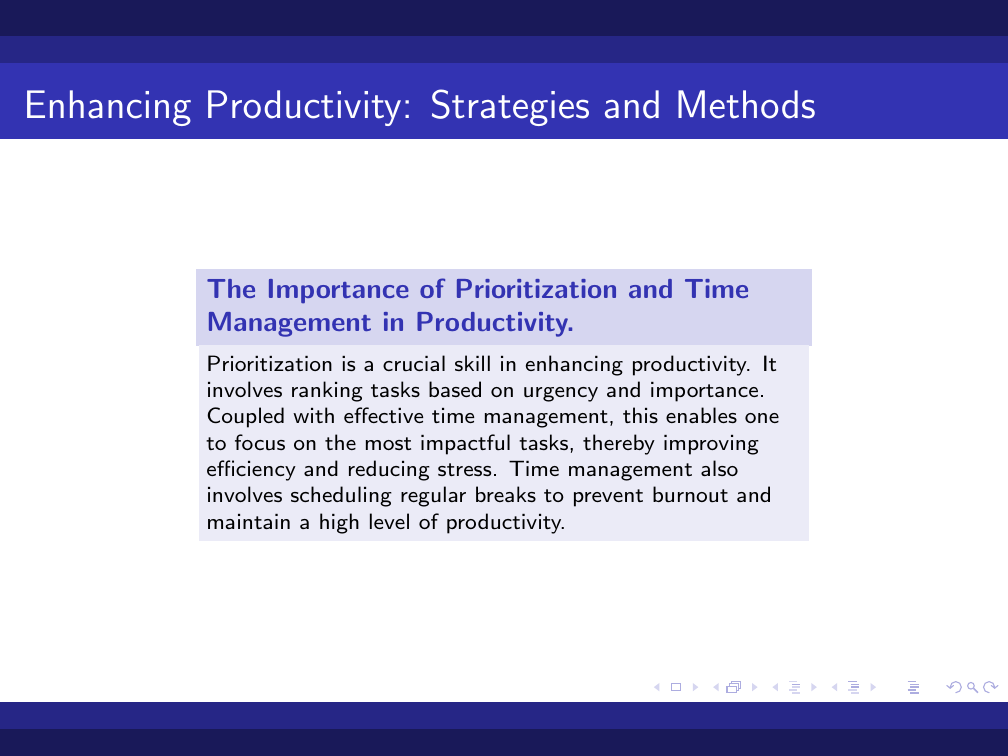 Enhancing Productivity: Strategies and Methods
The Importance of Prioritization and Time
Management in Productivity.
Prioritization is a crucial skill in enhancing productivity. It
involves ranking tasks based on urgency and importance.
Coupled with effective time management, this enables one
to focus on the most impactful tasks, thereby improving
efficiency and reducing stress. Time management also
involves scheduling regular breaks to prevent burnout and
maintain a high level of productivity.